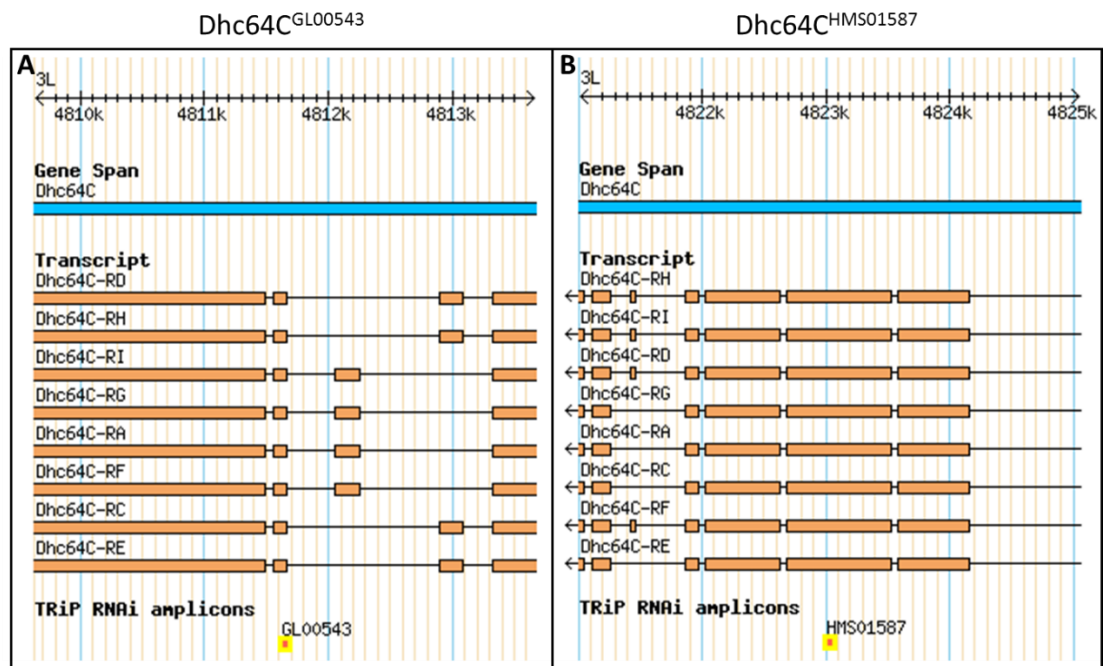 Dhc64C^GL00543
Dhc64C^HMS01587
A
3L
4810k 4811k 4812k 4813k
Gene Span
Dhc64C
Transcript
Dhc64C-RD
Dhc64C-RH
Dhc64C-RI
Dhc64C-RG
Dhc64C-RA
Dhc64C-RF
Dhc64C-RC
Dhc64C-RE
TRiP RNAi amplicons
GL00543
B
3L
4822k 4823k 4824k 4825k
Gene Span
Dhc64C
Transcript
Dhc64C-RH
Dhc64C-RI
Dhc64C-RD
Dhc64C-RG
Dhc64C-RA
Dhc64C-RC
Dhc64C-RF
Dhc64C-RE
TRiP RNAi amplicons
HMS01587